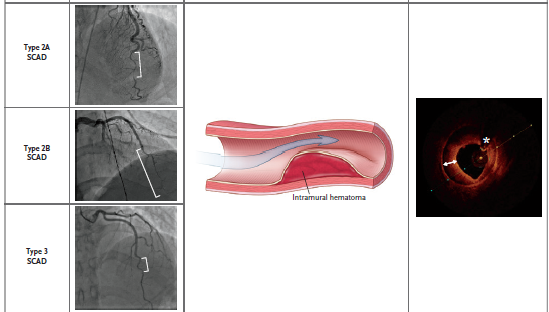 Type 2A
SCAD
Type 2B
SCAD
Intramural hematoma
*
Type 3
SCAD